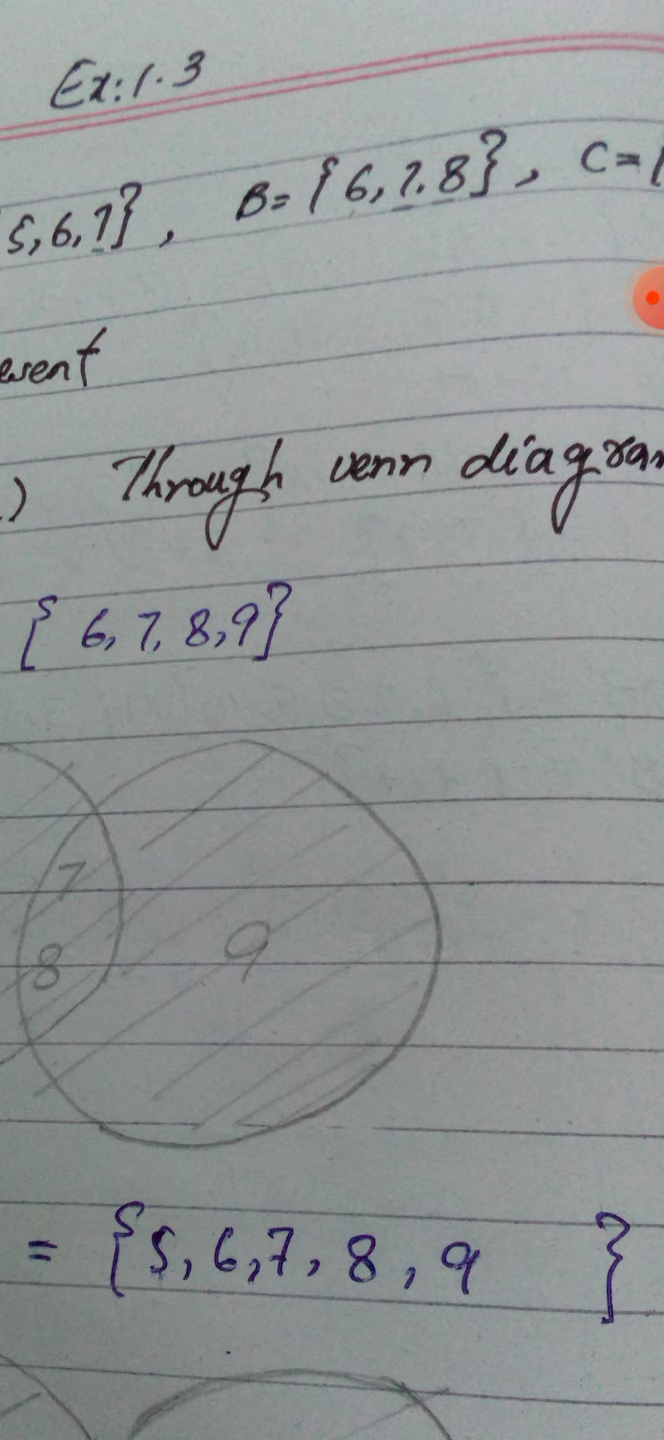 Ex: 1.3
5, 6, 7}, B = {6, 7, 8}, C = {
esent
.) Through venn diagram
{ 6, 7, 8, 9}
7
8
9
= {5, 6, 7, 8, 9 }